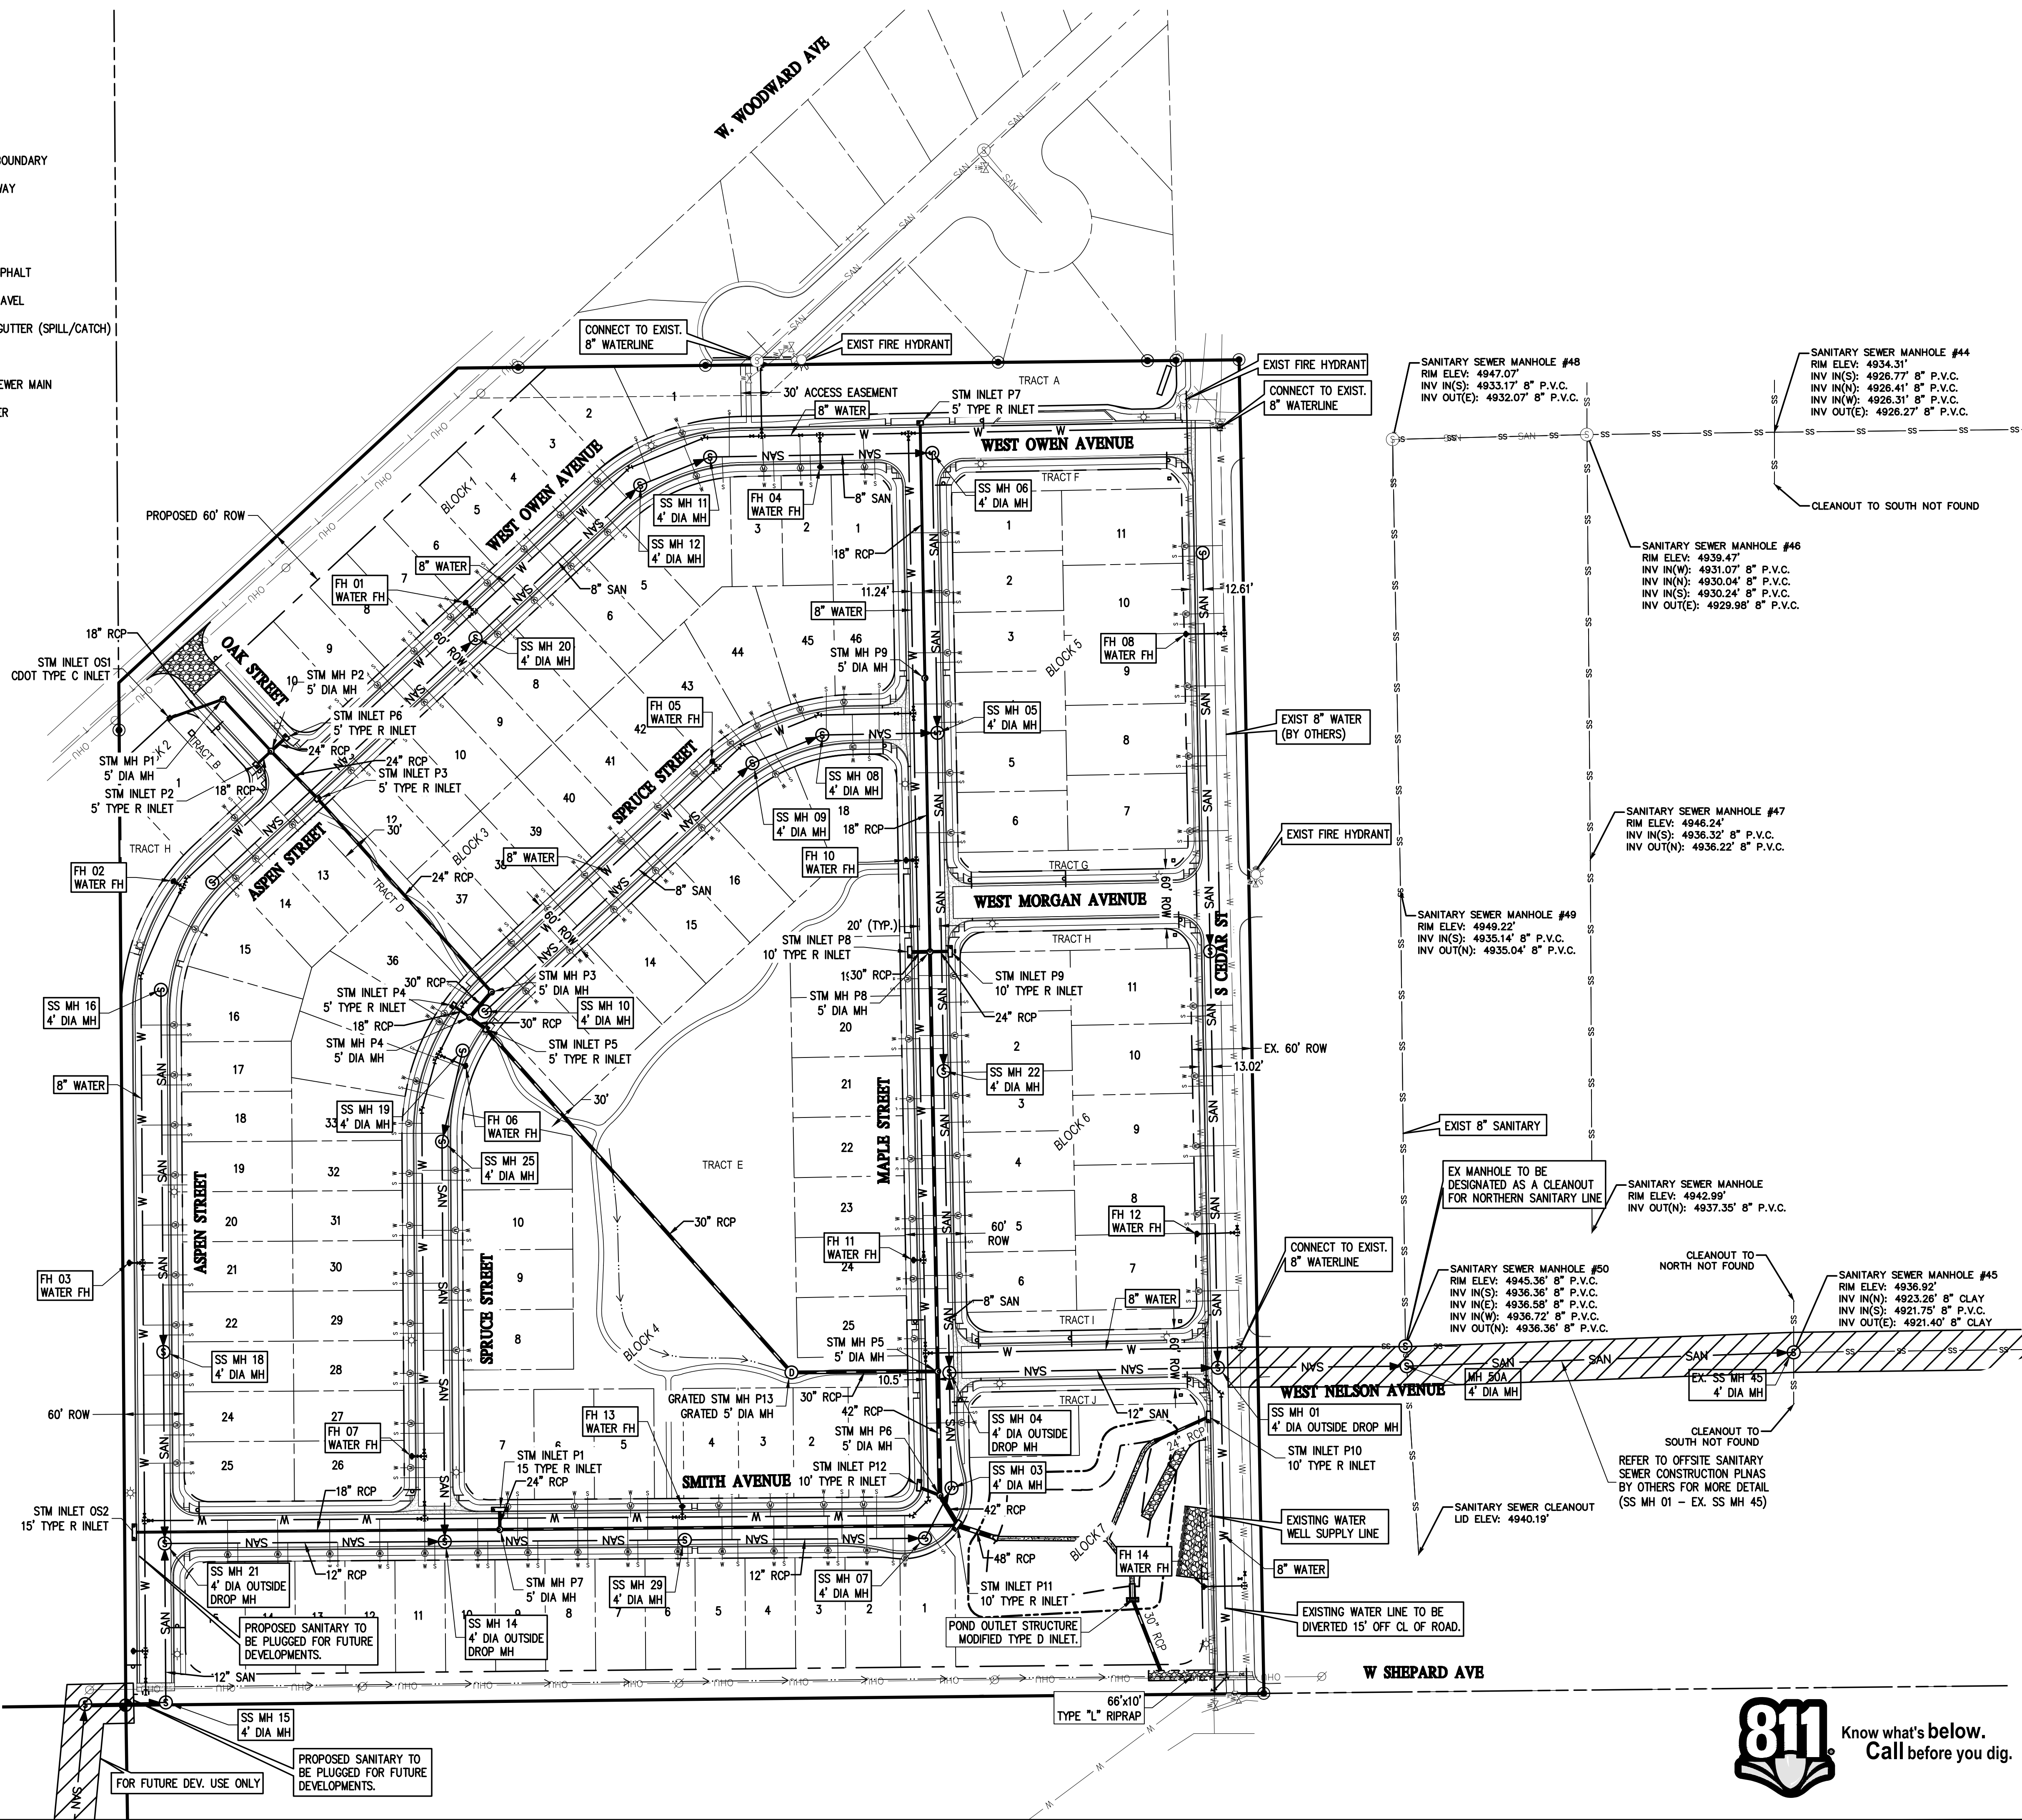 BOUNDARY
WAY
PHALT
AVEL
GUTTER (SPILL/CATCH)
EWER MAIN
ER
W. WOODWARD AVE
CONNECT TO EXIST.
8" WATERLINE
EXIST FIRE HYDRANT
EXIST FIRE HYDRANT
CONNECT TO EXIST.
8" WATERLINE
TRACT A
30' ACCESS EASEMENT
8" WATER
STM INLET P7
5' TYPE R INLET
WEST OWEN AVENUE
TRACT F
SANITARY SEWER MANHOLE #48
RIM ELEV: 4947.07'
INV IN(S): 4933.17' 8" P.V.C.
INV OUT(E): 4932.07' 8" P.V.C.
SANITARY SEWER MANHOLE #44
RIM ELEV: 4934.31'
INV IN(S): 4926.77' 8" P.V.C.
INV IN(N): 4926.41' 8" P.V.C.
INV IN(W): 4926.31' 8" P.V.C.
INV OUT(E): 4926.27' 8" P.V.C.
CLEANOUT TO SOUTH NOT FOUND
SANITARY SEWER MANHOLE #46
RIM ELEV: 4939.47'
INV IN(W): 4931.07' 8" P.V.C.
INV IN(N): 4930.04' 8" P.V.C.
INV IN(S): 4930.24' 8" P.V.C.
INV OUT(E): 4929.98' 8" P.V.C.
PROPOSED 60' ROW
BLOCK 1
WEST OWEN AVENUE
8" WATER
FH 01
WATER FH
SS MH 11
4' DIA MH
SS MH 12
4' DIA MH
FH 04
WATER FH
8" SAN
SS MH 06
4' DIA MH
18" RCP
8" SAN
11.24'
8" WATER
12.61'
60' ROW
SS MH 20
4' DIA MH
STM MH P9
5' DIA MH
BLOCK 5
FH 08
WATER FH
18" RCP
STM INLET OS1
CDOT TYPE C INLET
OAK STREET
STM MH P2
5' DIA MH
STM INLET P6
5' TYPE R INLET
24" RCP
24" RCP
STM INLET P3
5' TYPE R INLET
TRACT B
STM MH P1
5' DIA MH
STM INLET P2
5' TYPE R INLET
18" RCP
FH 05
WATER FH
SPRUCE STREET
SS MH 05
4' DIA MH
SS MH 08
4' DIA MH
SS MH 09
4' DIA MH
EXIST 8" WATER
(BY OTHERS)
SANITARY SEWER MANHOLE #47
RIM ELEV: 4946.24'
INV IN(S): 4936.32' 8" P.V.C.
INV OUT(N): 4936.22' 8" P.V.C.
TRACT H
FH 02
WATER FH
ASPEN STREET
30'
24" RCP
TRACT D
BLOCK 3
8" WATER
8" SAN
60' ROW
18" RCP
FH 10
WATER FH
EXIST FIRE HYDRANT
TRACT G
WEST MORGAN AVENUE
60' ROW
20' (TYP.)
STM INLET P8
10' TYPE R INLET
TRACT H
S CEDAR ST
SANITARY SEWER MANHOLE #49
RIM ELEV: 4949.22'
INV IN(S): 4935.14' 8" P.V.C.
INV OUT(N): 4935.04' 8" P.V.C.
SS MH 16
4' DIA MH
30" RCP
STM INLET P4
5' TYPE R INLET
18" RCP
STM MH P4
5' DIA MH
STM MH P3
5' DIA MH
SS MH 10
4' DIA MH
30" RCP
STM INLET P5
5' TYPE R INLET
30" RCP
STM MH P8
5' DIA MH
STM INLET P9
10' TYPE R INLET
24" RCP
EX. 60' ROW
13.02'
8" WATER
SS MH 19
4' DIA MH
FH 06
WATER FH
SS MH 25
4' DIA MH
30'
SS MH 22
4' DIA MH
BLOCK 6
MAPLE STREET
TRACT E
30" RCP
ASPEN STREET
SPRUCE STREET
EXIST 8" SANITARY
EX MANHOLE TO BE
DESIGNATED AS A CLEANOUT
FOR NORTHERN SANITARY LINE
SANITARY SEWER MANHOLE
RIM ELEV: 4942.99'
INV OUT(N): 4937.35' 8" P.V.C.
FH 03
WATER FH
60' ROW
FH 11
WATER FH
FH 12
WATER FH
CONNECT TO EXIST.
8" WATERLINE
SANITARY SEWER MANHOLE #50
RIM ELEV: 4945.36' 8" P.V.C.
INV IN(S): 4936.36' 8" P.V.C.
INV IN(E): 4936.58' 8" P.V.C.
INV IN(W): 4936.72' 8" P.V.C.
INV OUT(N): 4936.36' 8" P.V.C.
CLEANOUT TO
NORTH NOT FOUND
SANITARY SEWER MANHOLE #45
RIM ELEV: 4936.92'
INV IN(N): 4923.26' 8" CLAY
INV IN(S): 4921.75' 8" P.V.C.
INV OUT(E): 4921.40' 8" CLAY
SS MH 18
4' DIA MH
BLOCK 4
8" SAN
8" WATER
TRACT I
STM MH P5
5' DIA MH
10.5'
60' ROW
WEST NELSON AVENUE
MH 50A
4' DIA MH
EX. SS MH 45
4' DIA MH
GRATED STM MH P13
GRATED 5' DIA MH
30" RCP
42" RCP
TRACT J
12" SAN
SS MH 01
4' DIA OUTSIDE DROP MH
60' ROW
FH 07
WATER FH
FH 13
WATER FH
STM MH P6
5' DIA MH
SS MH 04
4' DIA OUTSIDE
DROP MH
24" RCP
STM INLET P10
10' TYPE R INLET
CLEANOUT TO
SOUTH NOT FOUND
REFER TO OFFSITE SANITARY
SEWER CONSTRUCTION PLNAS
BY OTHERS FOR MORE DETAIL
(SS MH 01 - EX. SS MH 45)
STM INLET P1
15 TYPE R INLET
24" RCP
SMITH AVENUE
STM INLET P12
10' TYPE R INLET
SS MH 03
4' DIA MH
42" RCP
18" RCP
STM INLET OS2
15' TYPE R INLET
SANITARY SEWER CLEANOUT
LID ELEV: 4940.19'
EXISTING WATER
WELL SUPPLY LINE
BLOCK 7
48" RCP
FH 14
WATER FH
8" WATER
SS MH 21
4' DIA OUTSIDE
DROP MH
12" RCP
STM MH P7
5' DIA MH
SS MH 29
4' DIA MH
12" RCP
SS MH 07
4' DIA MH
STM INLET P11
10' TYPE R INLET
PROPOSED SANITARY TO
BE PLUGGED FOR FUTURE
DEVELOPMENTS.
SS MH 14
4' DIA OUTSIDE
DROP MH
POND OUTLET STRUCTURE
MODIFIED TYPE D INLET.
30" RCP
EXISTING WATER LINE TO BE
DIVERTED 15' OFF CL OF ROAD.
12" SAN
W SHEPARD AVE
66'x10'
TYPE "L" RIPRAP
SS MH 15
4' DIA MH
PROPOSED SANITARY TO
BE PLUGGED FOR FUTURE
DEVELOPMENTS.
FOR FUTURE DEV. USE ONLY
811
Know what's below.
Call before you dig.